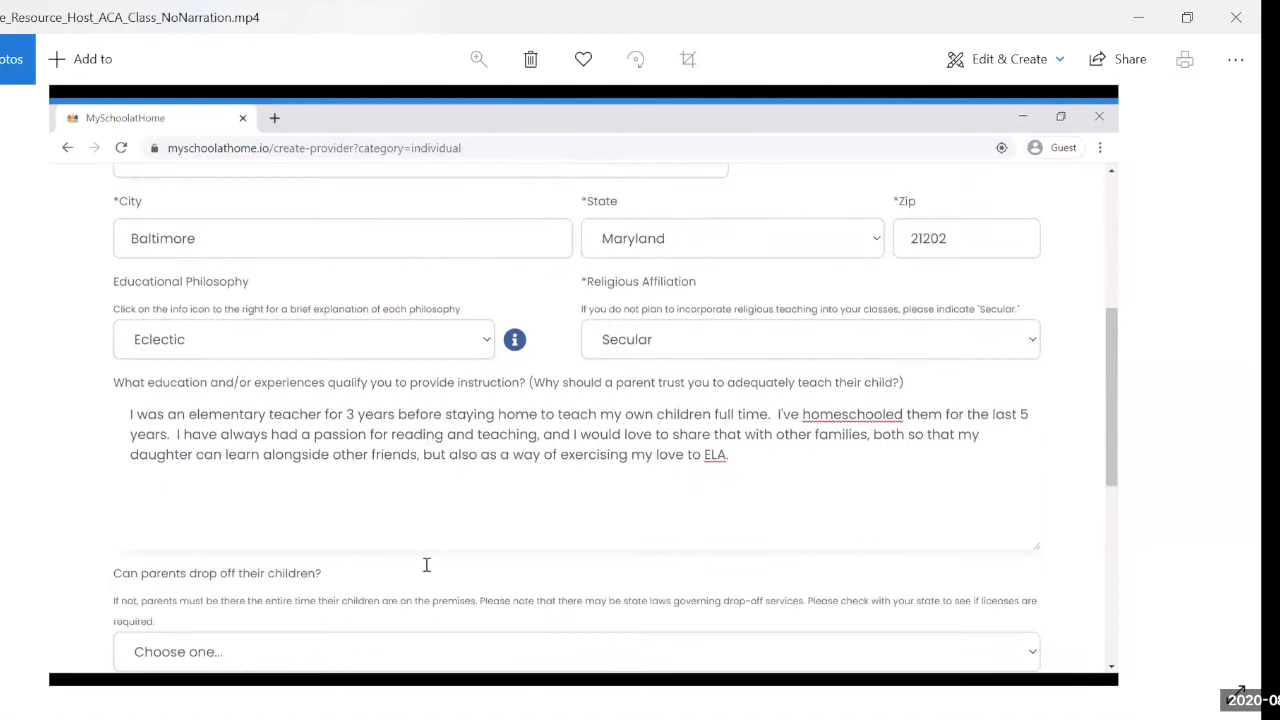 e_Resource_Host_ACA_Class_NoNarration.mp4
otos
Add to
Edit & Create
Share
MySchoolatHome
myschoolathome.io/create-provider?category=individual
Guest
*City
*State
*Zip
Baltimore
Maryland
21202
Educational Philosophy
*Religious Affiliation
Click on the info icon to the right for a brief explanation of each philosophy
If you do not plan to incorporate religious teaching into your classes, please indicate "Secular."
Eclectic
Secular
What education and/or experiences qualify you to provide instruction? (Why should a parent trust you to adequately teach their child?)
I was an elementary teacher for 3 years before staying home to teach my own children full time. I've homeschooled them for the last 5
years. I have always had a passion for reading and teaching, and I would love to share that with other families, both so that my
daughter can learn alongside other friends, but also as a way of exercising my love to ELA.
Can parents drop off their children?
If not, parents must be there the entire time their children are on the premises. Please note that there may be state laws governing drop-off services. Please check with your state to see if licenses are
required.
Choose one...
2020-08